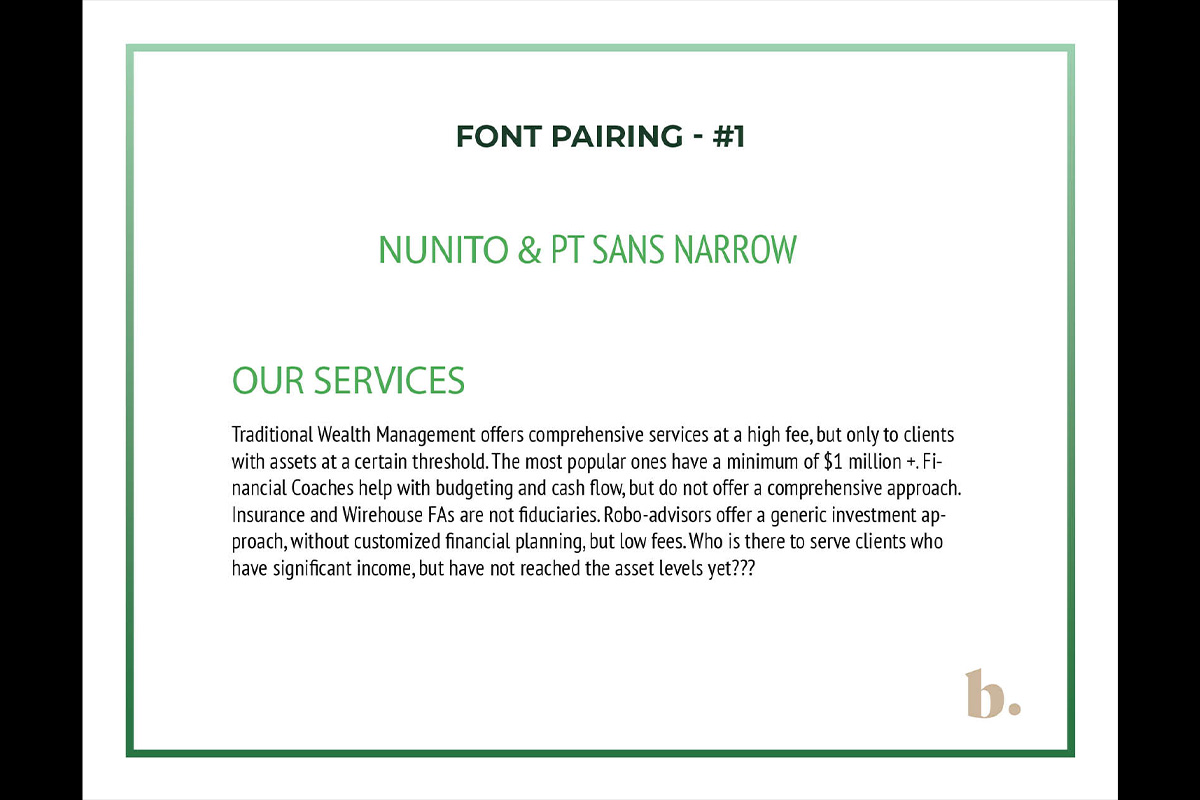 FONT PAIRING - #1
NUNITO & PT SANS NARROW
OUR SERVICES
Traditional Wealth Management offers comprehensive services at a high fee, but only to clients
with assets at a certain threshold. The most popular ones have a minimum of $1 million +. Fi-
nancial Coaches help with budgeting and cash flow, but do not offer a comprehensive approach.
Insurance and Wirehouse FAs are not fiduciaries. Robo-advisors offer a generic investment ap-
proach, without customized financial planning, but low fees. Who is there to serve clients who
have significant income, but have not reached the asset levels yet???
b.